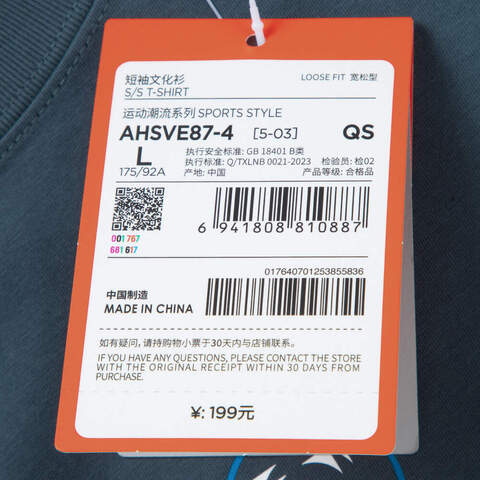 短袖文化衫
S/S T-SHIRT
LOOSE FIT 宽松型
运动潮流系列 SPORTS STYLE
AHSVE87-4 [5-03] QS
L
175/92A
执行安全标准: GB 18401 B类
执行标准: Q/TXLNB 0021-2023 检验员: 检02
产地: 中国 产品等级: 合格品
001 767
681 617
6 941808 810887
017640701253855836
中国制造
MADE IN CHINA
如有疑问，请持购物小票于30天内与店铺联系。
IF YOU HAVE ANY QUESTIONS, PLEASE CONTACT THE STORE
WITH THE ORIGINAL RECEIPT WITHIN 30 DAYS FROM
PURCHASE.
¥: 199元